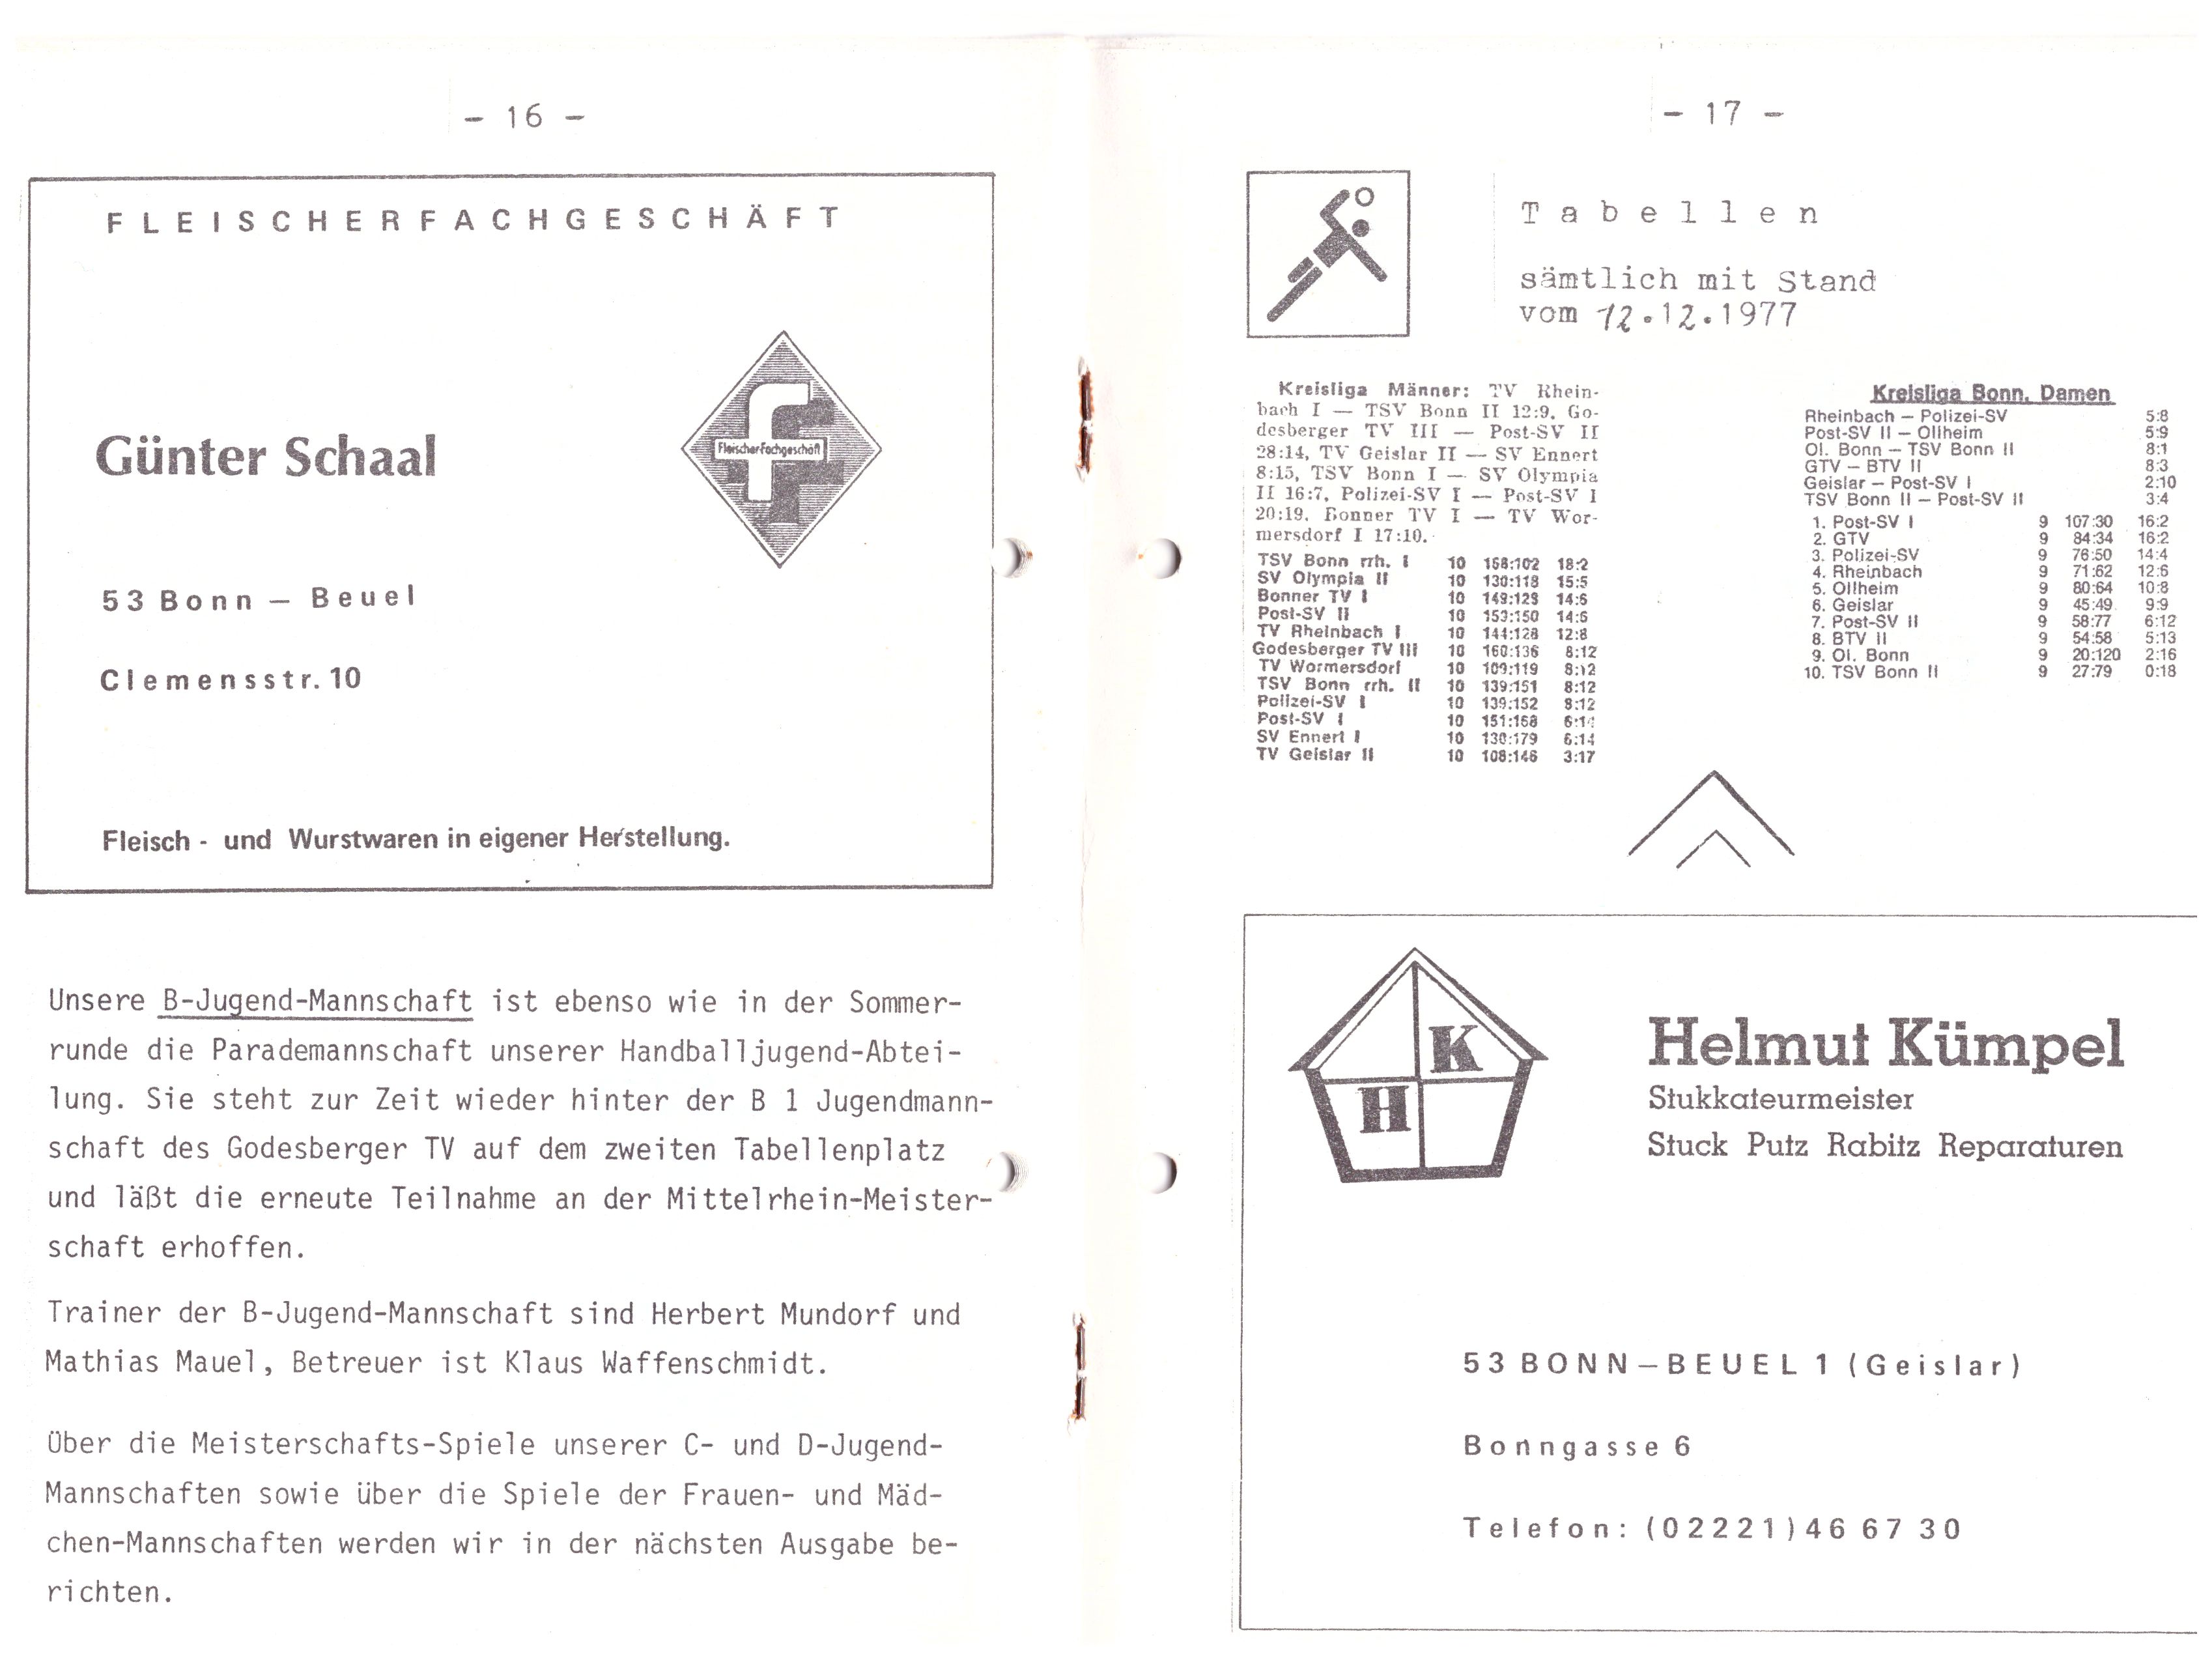 - 16 -
FLEISCHERFACHGESCHÄFT
Günter Schaal
Fleischer-Fachgeschäft
53 Bonn – Beuel
Clemensstr. 10
Fleisch - und Wurstwaren in eigener Herstellung.
Unsere B-Jugend-Mannschaft ist ebenso wie in der Sommer-
runde die Parademannschaft unserer Handballjugend-Abtei-
lung. Sie steht zur Zeit wieder hinter der B 1 Jugendmann-
schaft des Godesberger TV auf dem zweiten Tabellenplatz
und läßt die erneute Teilnahme an der Mittelrhein-Meister-
schaft erhoffen.
Trainer der B-Jugend-Mannschaft sind Herbert Mundorf und
Mathias Mauel, Betreuer ist Klaus Waffenschmidt.
Über die Meisterschafts-Spiele unserer C- und D-Jugend-
Mannschaften sowie über die Spiele der Frauen- und Mäd-
chen-Mannschaften werden wir in der nächsten Ausgabe be-
richten.
- 17 -
Tabellen
sämtlich mit Stand
vom 12.12.1977
Kreisliga Männer: TV Rhein-
bach I — TSV Bonn II 12:9, Go-
desberger TV III — Post-SV II
28:14, TV Geislar II — SV Ennert
8:15, TSV Bonn I — SV Olympia
II 16:7, Polizei-SV I — Post-SV I
20:19, Bonner TV I — TV Wor-
mersdorf I 17:10.
TSV Bonn rrh. I 10 168:102 18:2
SV Olympia II 10 130:118 15:5
Bonner TV I 10 149:123 14:6
Post-SV II 10 153:150 14:6
TV Rheinbach I 10 144:128 12:8
Godesberger TV III 10 160:136 8:12
TV Wormersdorf 10 109:119 8:12
TSV Bonn rrh. II 10 139:151 8:12
Polizei-SV I 10 139:152 8:12
Post-SV I 10 151:168 6:14
SV Ennert I 10 130:179 6:14
TV Geislar II 10 108:146 3:17
Kreisliga Bonn, Damen
Rheinbach – Polizei-SV 5:8
Post-SV II – Ollheim 5:9
Ol. Bonn – TSV Bonn II 8:1
GTV – BTV II 8:3
Geislar – Post-SV I 2:10
TSV Bonn II – Post-SV II 3:4
1. Post-SV I 9 107:30 16:2
2. GTV 9 84:34 16:2
3. Polizei-SV 9 76:50 14:4
4. Rheinbach 9 71:62 12:6
5. Ollheim 9 80:64 10:8
6. Geislar 9 45:49 9:9
7. Post-SV II 9 58:77 6:12
8. BTV II 9 54:58 5:13
9. Ol. Bonn 9 20:120 2:16
10. TSV Bonn II 9 27:79 0:18
K
H
Helmut Kümpel
Stukkateurmeister
Stuck Putz Rabitz Reparaturen
53 BONN–BEUEL 1 (Geislar)
Bonngasse 6
Telefon: (02221) 46 67 30